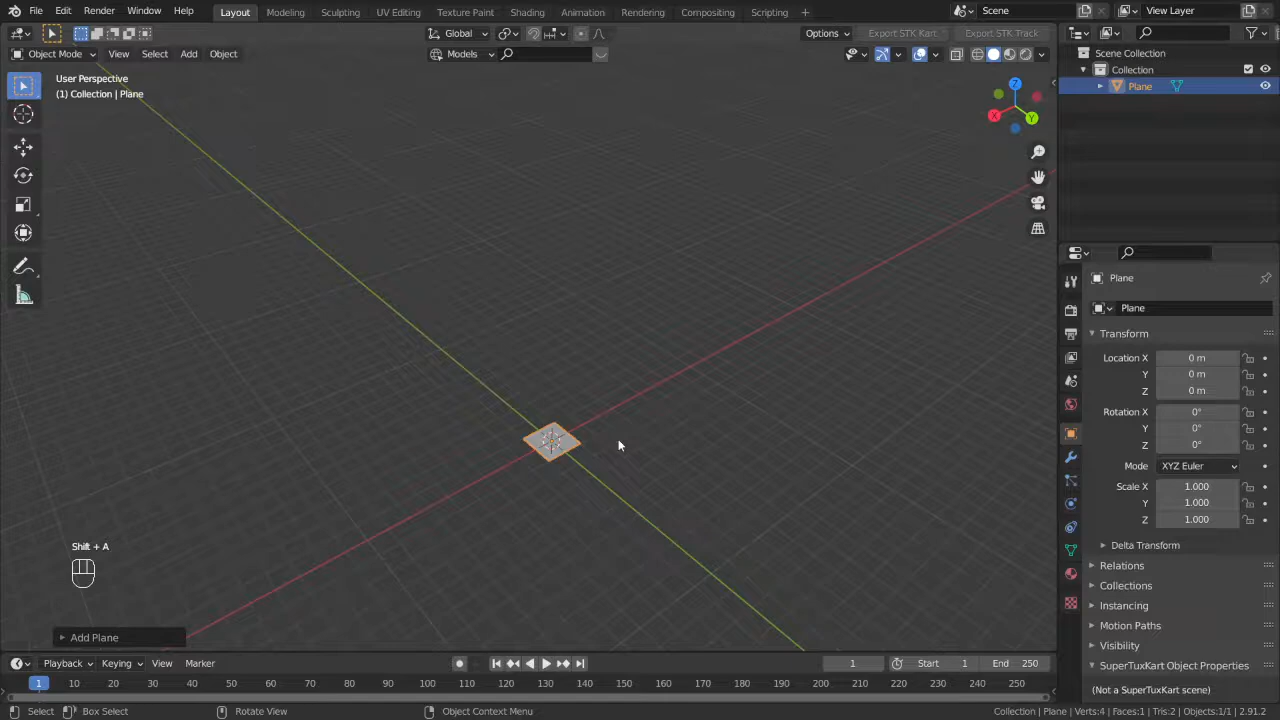 File Edit Render Window Help Layout Modeling Sculpting UV Editing Texture Paint Shading Animation Rendering Compositing Scripting + Scene View Layer
Global Options Export STK Kart Export STK Track
Object Mode View Select Add Object Models
User Perspective
(1) Collection | Plane
Z
X
Y
Scene Collection
Collection
Plane
Plane
Plane
Transform
Location X 0 m
Y 0 m
Z 0 m
Rotation X 0°
Y 0°
Z 0°
Mode XYZ Euler
Scale X 1.000
Y 1.000
Z 1.000
Delta Transform
Relations
Collections
Instancing
Motion Paths
Visibility
SuperTuxKart Object Properties
(Not a SuperTuxKart scene)
Shift + A
Add Plane
Playback Keying View Marker 1 Start 1 End 250
1 10 20 30 40 50 60 70 80 90 100 110 120 130 140 150 160 170 180 190 200 210 220 230 240 250
Select Box Select Rotate View Object Context Menu Collection | Plane | Verts:4 | Faces:1 | Tris:2 | Objects:1/1 | 2.91.2